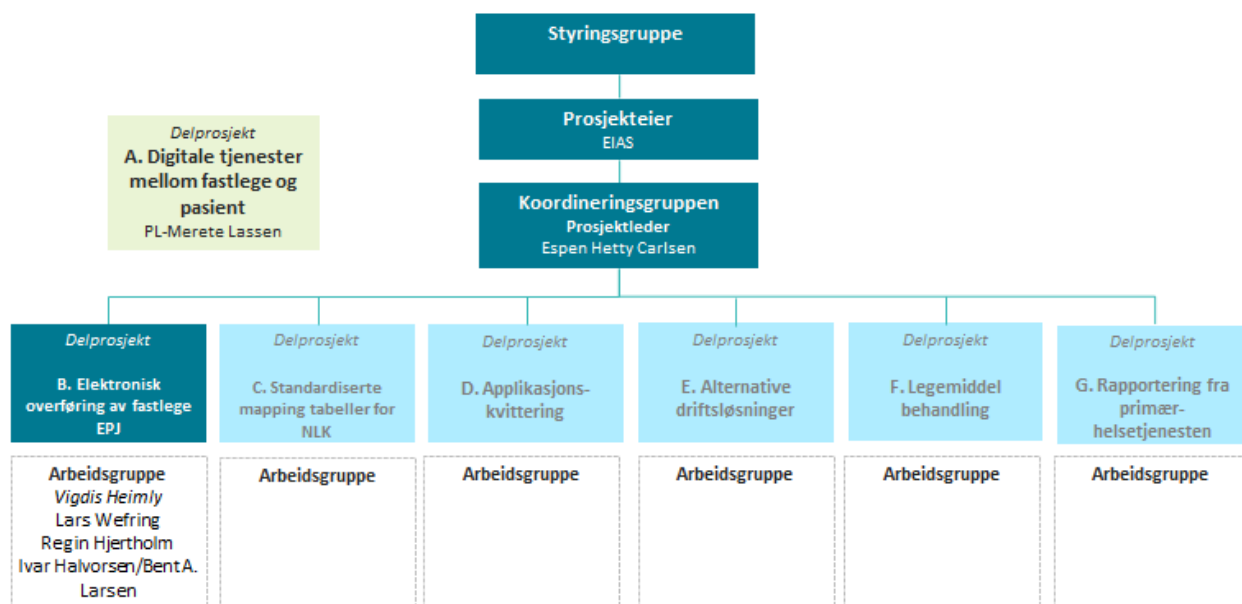 Styringsgruppe
Prosjekteier
EIAS
Delprosjekt
A. Digitale tjenester
mellom fastlege og
pasient
PL-Merete Lassen
Koordineringsgruppen
Prosjektleder
Espen Hetty Carlsen
Delprosjekt
B. Elektronisk
overføring av fastlege
EPJ
Delprosjekt
C. Standardiserte
mapping tabeller for
NLK
Delprosjekt
D. Applikasjons-
kvittering
Delprosjekt
E. Alternative
driftsløsninger
Delprosjekt
F. Legemiddel
behandling
Delprosjekt
G. Rapportering fra
primær-
helsetjenesten
Arbeidsgruppe
Vigdis Heimly
Lars Wefring
Regin Hjertholm
Ivar Halvorsen/Bent A.
Larsen
Arbeidsgruppe
Arbeidsgruppe
Arbeidsgruppe
Arbeidsgruppe
Arbeidsgruppe